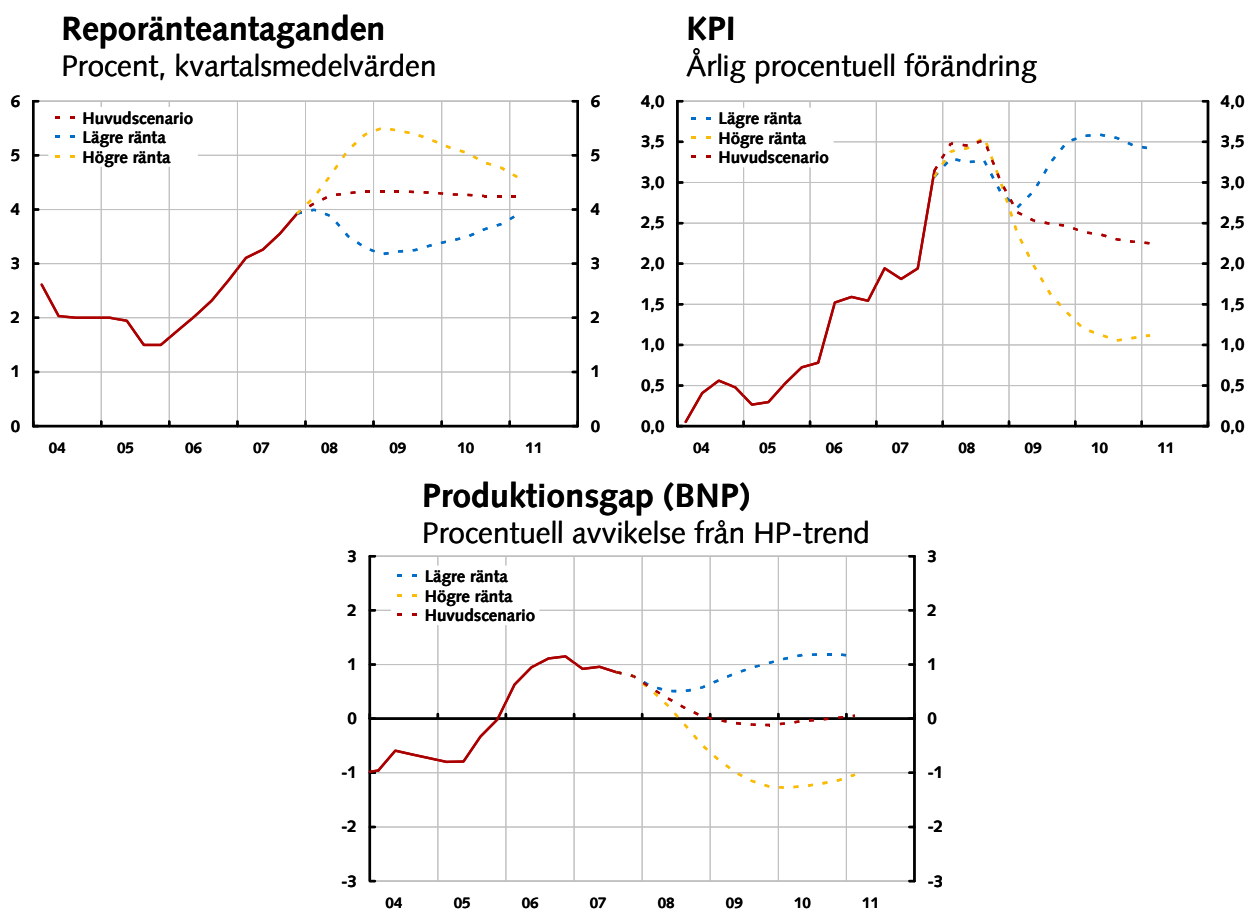 Reporänteantaganden
Procent, kvartalsmedelvärden
6 6
Huvudscenario
Lägre ränta
Högre ränta
5 5
4 4
3 3
2 2
1 1
0 0
04 05 06 07 08 09 10 11
KPI
Årlig procentuell förändring
4,0 4,0
Lägre ränta
Högre ränta
Huvudscenario
3,5 3,5
3,0 3,0
2,5 2,5
2,0 2,0
1,5 1,5
1,0 1,0
0,5 0,5
0,0 0,0
04 05 06 07 08 09 10 11
Produktionsgap (BNP)
Procentuell avvikelse från HP-trend
3 3
Lägre ränta
Högre ränta
Huvudscenario
2 2
1 1
0 0
-1 -1
-2 -2
-3 -3
04 05 06 07 08 09 10 11